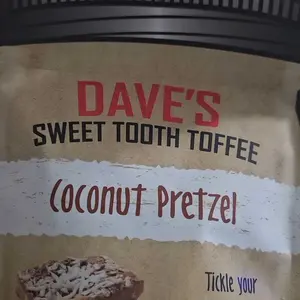 DAVE'S
SWEET TOOTH TOFFEE
Coconut Pretzel
Tickle your